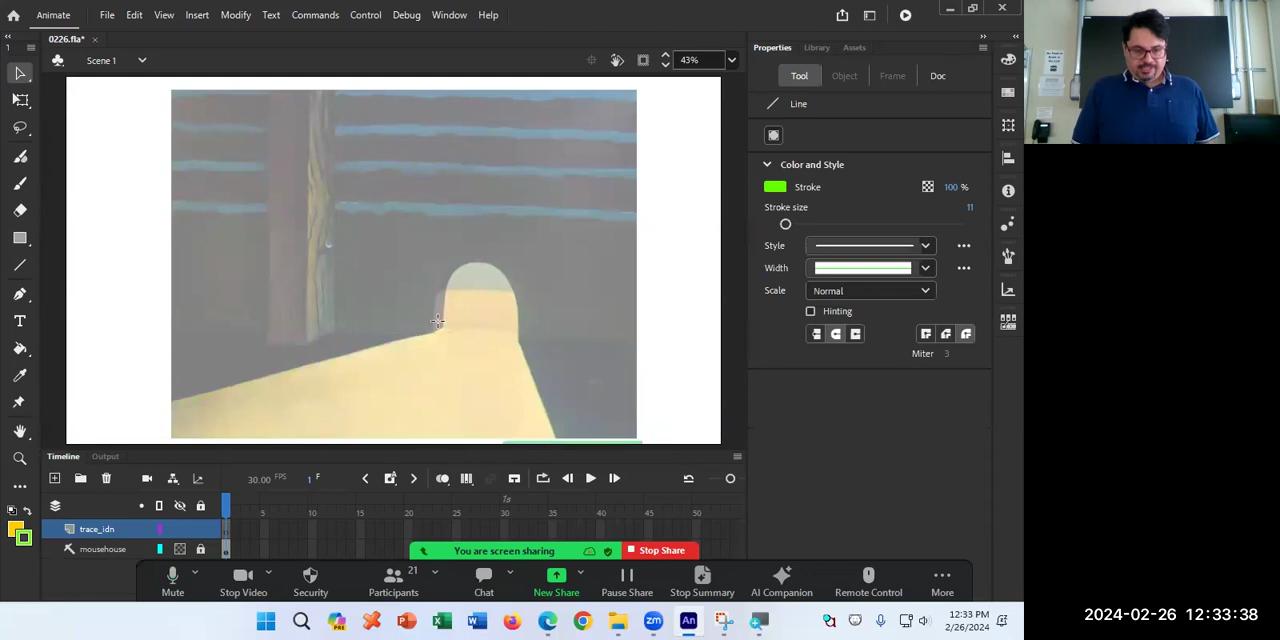 Animate
File
Edit
View
Insert
Modify
Text
Commands
Control
Debug
Window
Help
0226.fla*
Scene 1
43%
Properties
Library
Assets
Tool
Object
Frame
Doc
Line
Color and Style
Stroke
100 %
Stroke size
11
Style
Width
Scale
Normal
Hinting
Miter
3
Timeline
Output
30.00 FPS
1 F
1s
5
10
15
20
25
30
35
40
45
50
trace_idn
mousehouse
You are screen sharing
Stop Share
Mute
Stop Video
Security
Participants
21
Chat
New Share
Pause Share
Stop Summary
AI Companion
Remote Control
More
12:33 PM
2/26/2024
2024-02-26 12:33:38